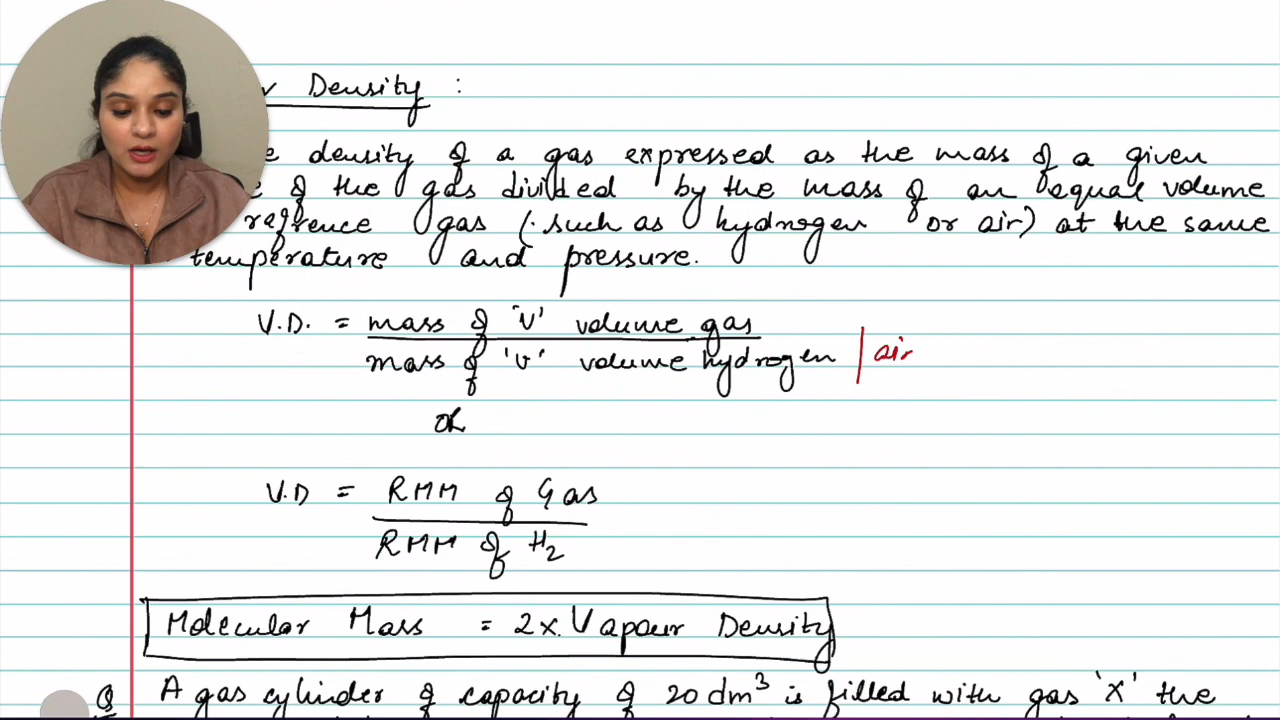 Density :
density of a gas expressed as the mass of a given
of the gas divided by the mass of an equal volume
refrence gas (such as hydrogen or air) at the same
temperature and pressure.
V.D. = mass of 'V' volume gas
mass of 'v' volume hydrogen | air
or
V.D = RMM of Gas
RMM of H2
Molecular Mass = 2x Vapour Density
Q A gas cylinder of capacity of 20 dm³ is filled with gas 'X' the